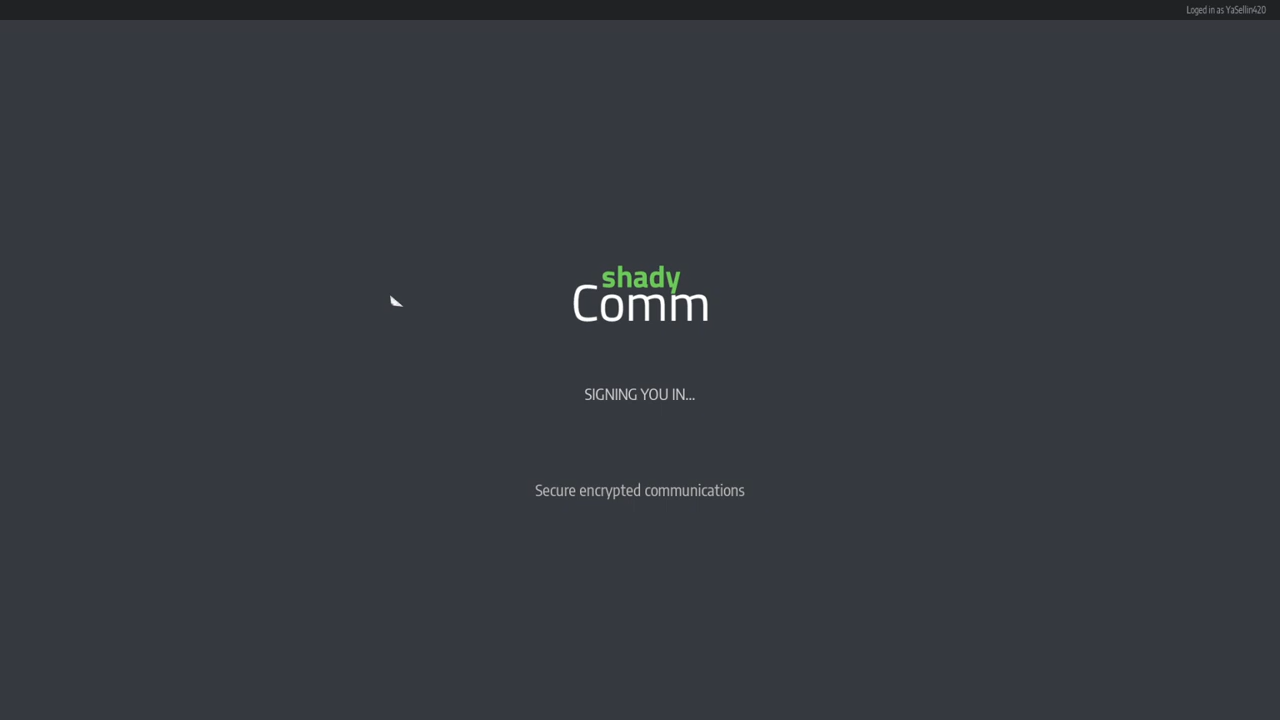 Loged in as YaSellin420
shady
Comm
SIGNING YOU IN...
Secure encrypted communications